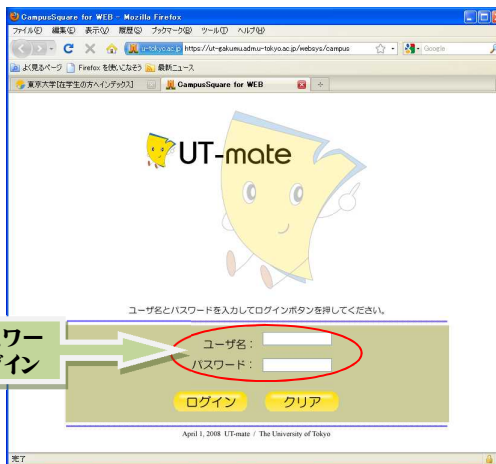 CampusSquare for WEB - Mozilla Firefox
ファイル(F) 編集(E) 表示(V) 履歴(S) ブックマーク(B) ツール(T) ヘルプ(H)
u-tokyo.ac.jp https://ut-gakumu.adm.u-tokyo.ac.jp/websys/campus
Google
よく見るページ Firefox を使いこなそう 最新ニュース
東京大学[在学生の方へインデックス] CampusSquare for WEB
UT-mate
ユーザ名とパスワードを入力してログインボタンを押してください。
ユーザ名：
パスワード：
ログイン クリア
April 1, 2008 UT-mate / The University of Tokyo
完了